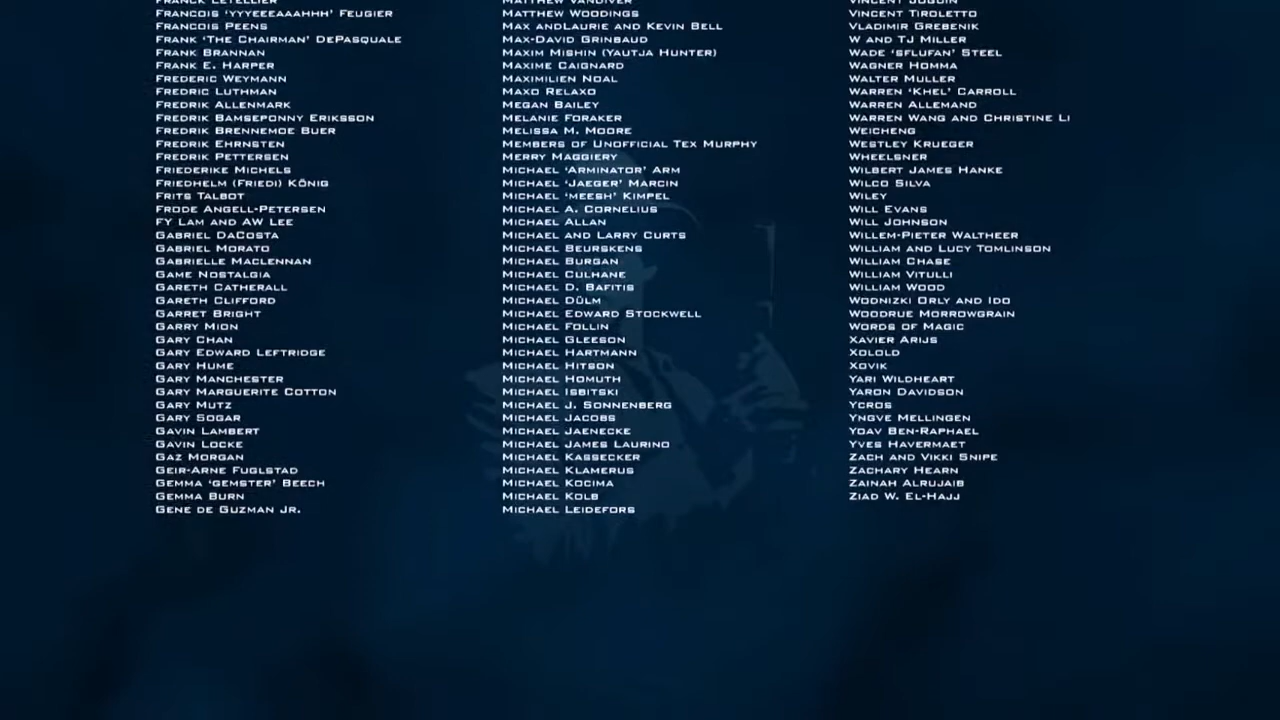 Franck Letellier
Francois ‘yyyeeeaaahhh’ Feugier
Francois Peens
Frank ‘The Chairman’ DePasquale
Frank Brannan
Frank E. Harper
Frederic Weymann
Fredric Luthman
Fredrik Allenmark
Fredrik Bamseponny Eriksson
Fredrik Brennemoe Buer
Fredrik Ehrnsten
Fredrik Pettersen
Friederike Michels
Friedhelm (Friedi) König
Frits Talbot
Frode Angell-Petersen
FY Lam and AW Lee
Gabriel DaCosta
Gabriel Morato
Gabrielle Maclennan
Game Nostalgia
Gareth Catherall
Gareth Clifford
Garret Bright
Garry Mion
Gary Chan
Gary Edward Leftridge
Gary Hume
Gary Manchester
Gary Marguerite Cotton
Gary Mutz
Gary Sogar
Gavin Lambert
Gavin Locke
Gaz Morgan
Geir-Arne Fuglstad
Gemma ‘gemster’ Beech
Gemma Burn
Gene de Guzman Jr.
Matthew Vandiver
Matthew Woodings
Max andLaurie and Kevin Bell
Max-David Grinbaud
Maxim Mishin (Yautja Hunter)
Maxime Caignard
Maximilien Noal
Maxo Relaxo
Megan Bailey
Melanie Foraker
Melissa M. Moore
Members of Unofficial Tex Murphy
Merry Maggiery
Michael ‘Arminator’ Arm
Michael ‘Jaeger’ Marcin
Michael ‘meesh’ Kimpel
Michael A. Cornelius
Michael Allan
Michael and Larry Curts
Michael Beurskens
Michael Burgan
Michael Culhane
Michael D. Bafitis
Michael Dülm
Michael Edward Stockwell
Michael Follin
Michael Gleeson
Michael Hartmann
Michael Hitson
Michael Homuth
Michael Isbitski
Michael J. Sonnenberg
Michael Jacobs
Michael Jaenecke
Michael James Laurino
Michael Kassecker
Michael Klamerus
Michael Kocima
Michael Kolb
Michael Leidefors
Vincent Joguin
Vincent Tiroletto
Vladimir Grebenik
W and TJ Miller
Wade ‘sflufan’ Steel
Wagner Homma
Walter Muller
Warren ‘Khel’ Carroll
Warren Allemand
Warren Wang and Christine Li
Weicheng
Westley Krueger
Wheelsner
Wilbert James Hanke
Wilco Silva
Wiley
Will Evans
Will Johnson
Willem-Pieter Waltheer
William and Lucy Tomlinson
William Chase
William Vitulli
William Wood
Wodnizki Orly and Ido
Woodrue Morrowgrain
Words of Magic
Xavier Arijs
Xolold
Xovik
Yari Wildheart
Yaron Davidson
Ycros
Yngve Mellingen
Yoav Ben-Raphael
Yves Havermaet
Zach and Vikki Snipe
Zachary Hearn
Zainah Alrujaib
Ziad W. El-Hajj